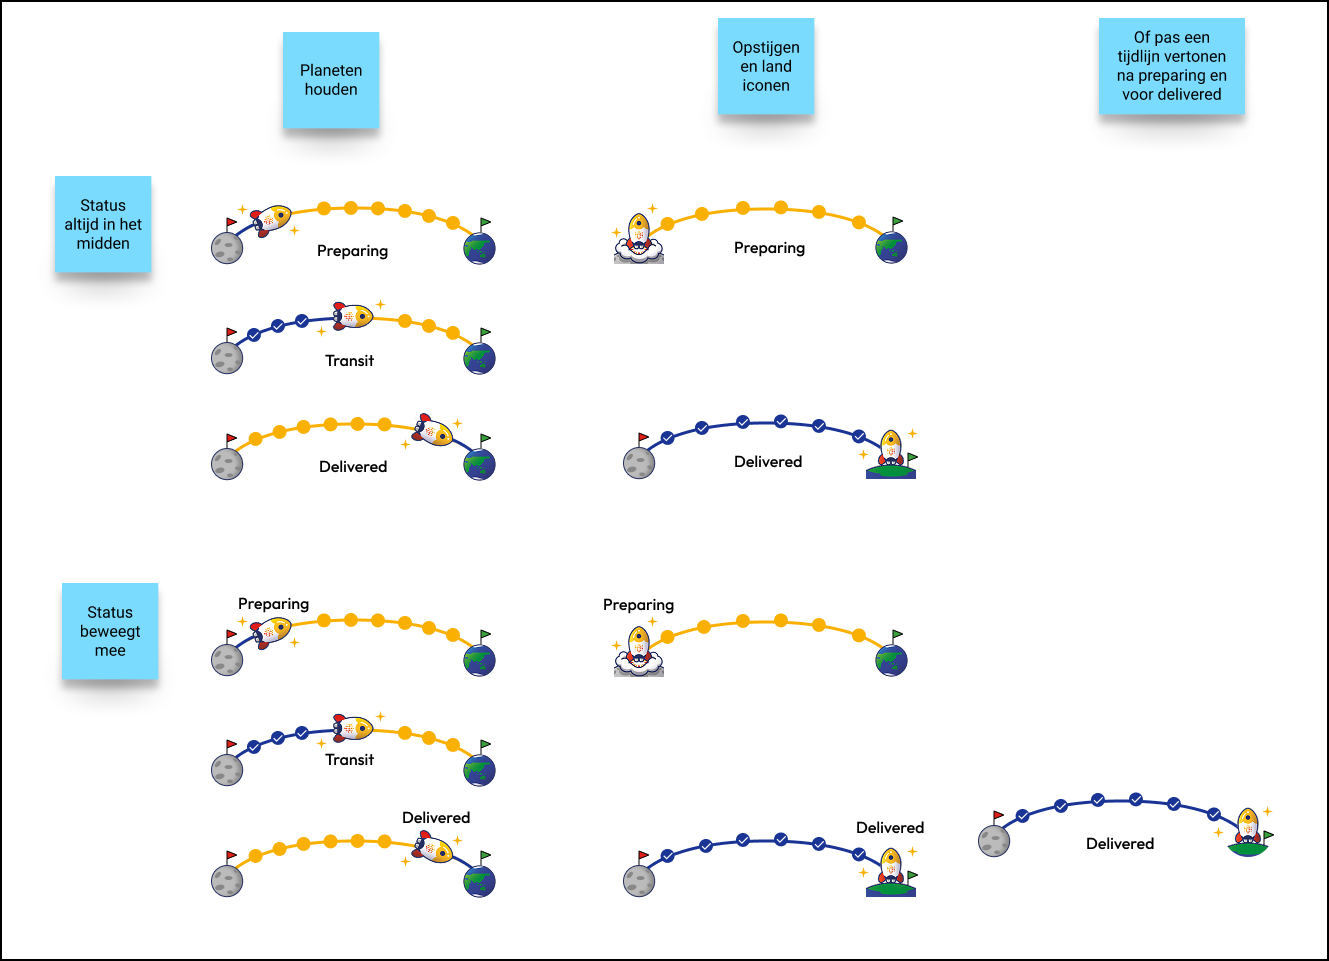 Planeten
houden
Opstijgen
en land
iconen
Of pas een
tijdlijn vertonen
na preparing en
voor delivered
Status
altijd in het
midden
Preparing
Preparing
Transit
Delivered
Delivered
Status
beweegt
mee
Preparing
Preparing
Transit
Delivered
Delivered
Delivered